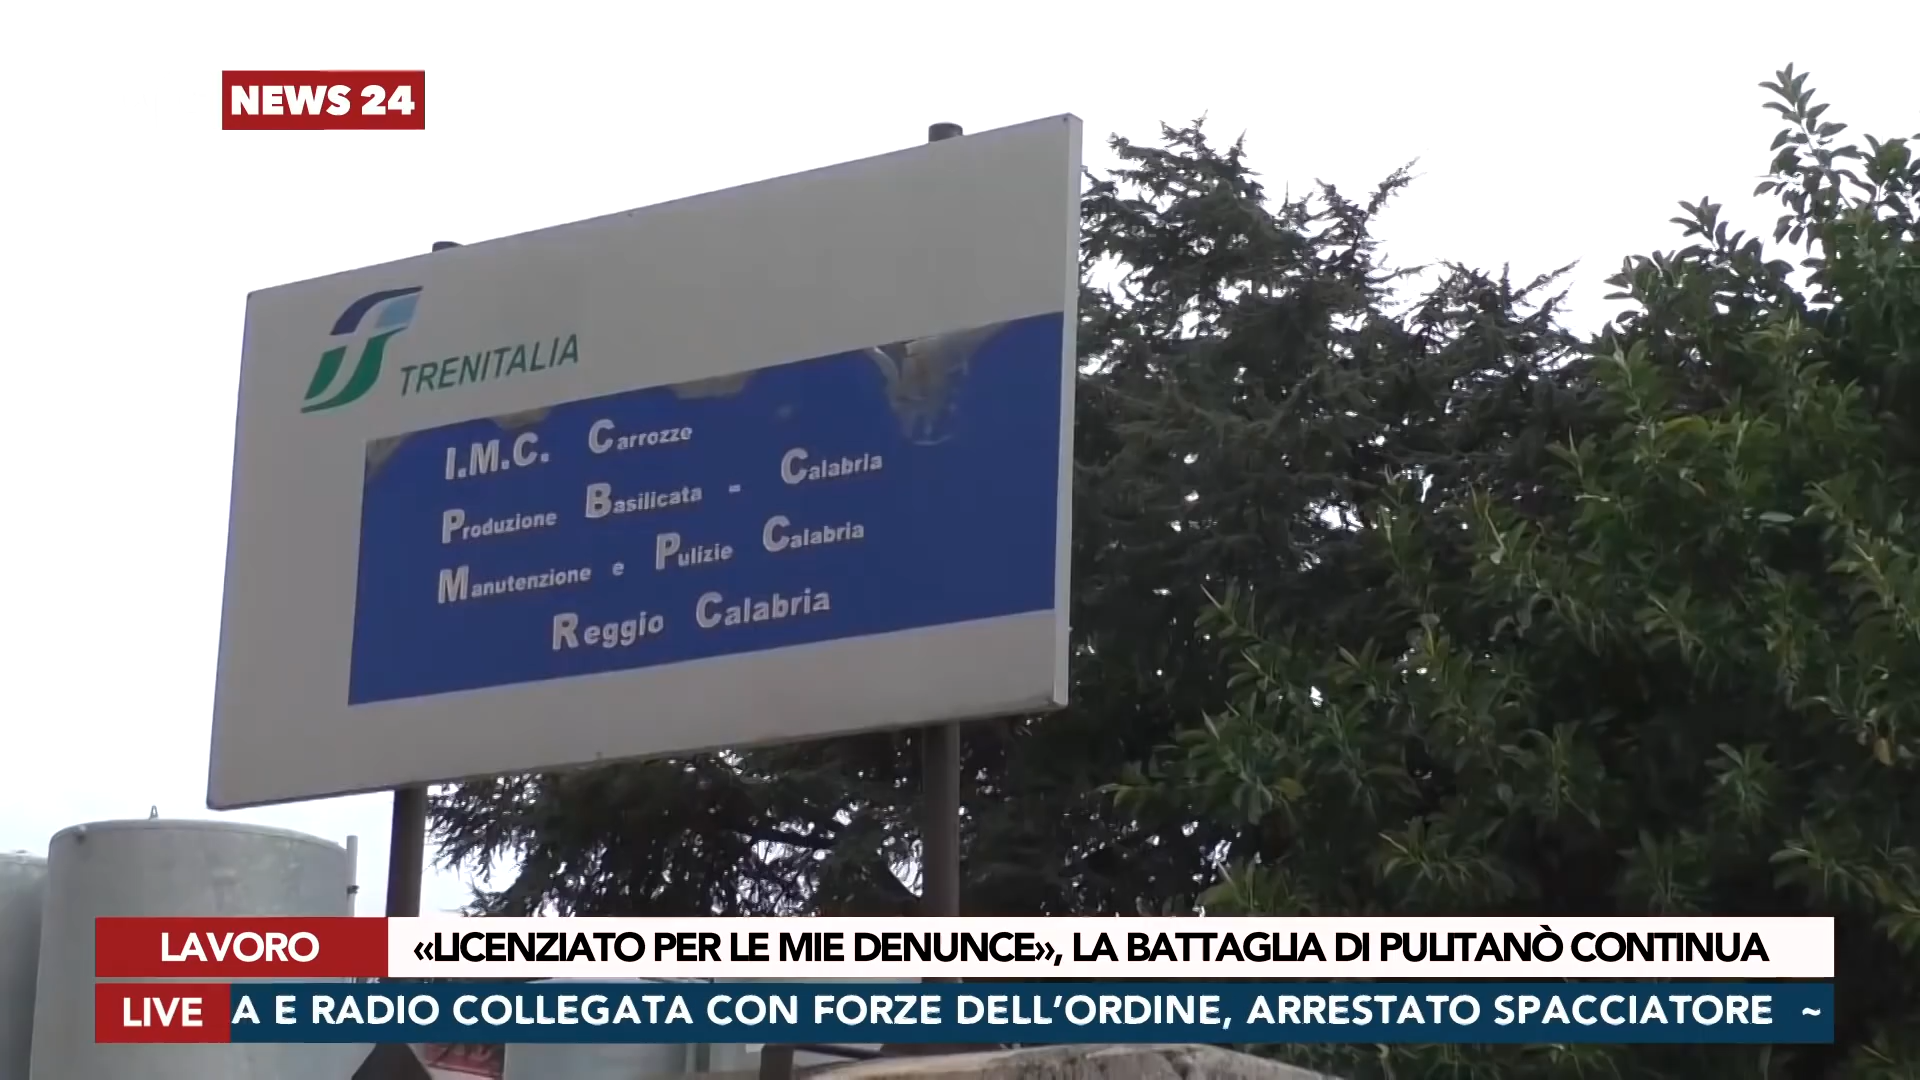 NEWS 24
TRENITALIA
I.M.C. Carrozze
Produzione Basilicata - Calabria
Manutenzione e Pulizie Calabria
Reggio Calabria
LAVORO
«LICENZIATO PER LE MIE DENUNCE», LA BATTAGLIA DI PULITANÒ CONTINUA
LIVE
A E RADIO COLLEGATA CON FORZE DELL'ORDINE, ARRESTATO SPACCIATORE ~